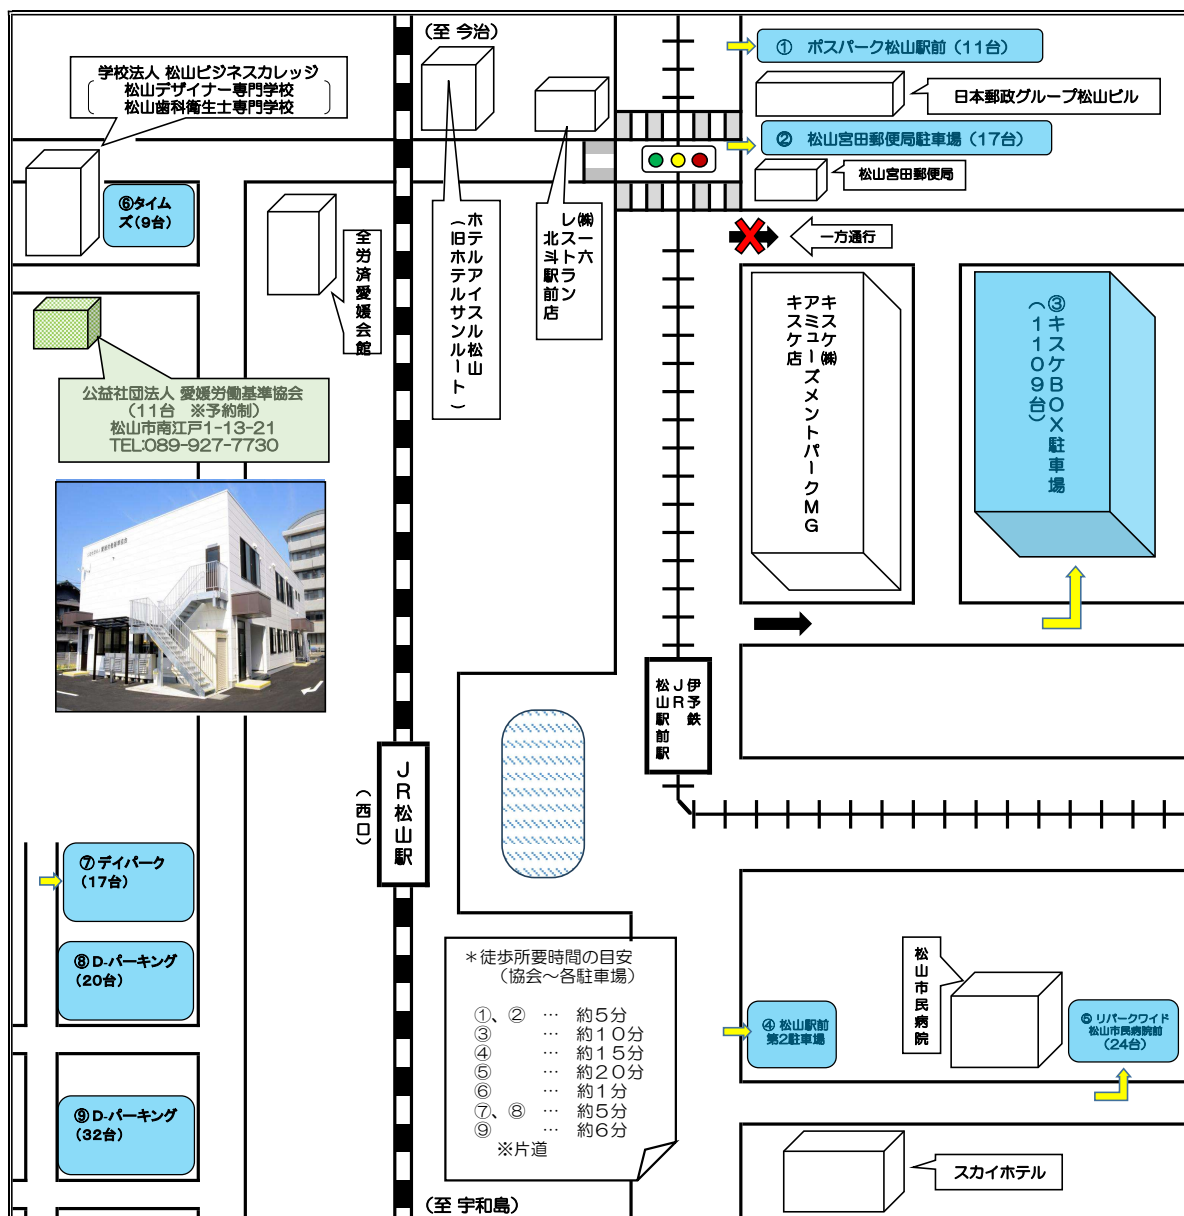 (至 今治)
① ポスパーク松山駅前（11台）
学校法人 松山ビジネスカレッジ
松山デザイナー専門学校
松山歯科衛生士専門学校
日本郵政グループ松山ビル
② 松山宮田郵便局駐車場（17台）
松山宮田郵便局
⑥タイム
ズ(9台)
全労済愛媛会館
ホテルアイスル松山
(旧ホテルサンルート)
㈱一六
レストラン
北斗駅前店
一方通行
キスケ㈱
アミューズメントパークMG
キスケ店
③キスケBOX駐車場
(1109台)
公益社団法人 愛媛労働基準協会
（11台　※予約制）
松山市南江戸1-13-21
TEL:089-927-7730
伊予鉄
JR
松山駅前駅
JR松山駅
(西口)
⑦デイパーク
(17台)
⑧D-パーキング
(20台)
⑨D-パーキング
(32台)
＊徒歩所要時間の目安
（協会～各駐車場）
①、② … 約５分
③ … 約１０分
④ … 約１５分
⑤ … 約２０分
⑥ … 約１分
⑦、⑧ … 約５分
⑨ … 約６分
※片道
松山市民病院
④ 松山駅前
第2駐車場
⑤ リパークワイド
松山市民病院前
(24台)
スカイホテル
(至 宇和島)